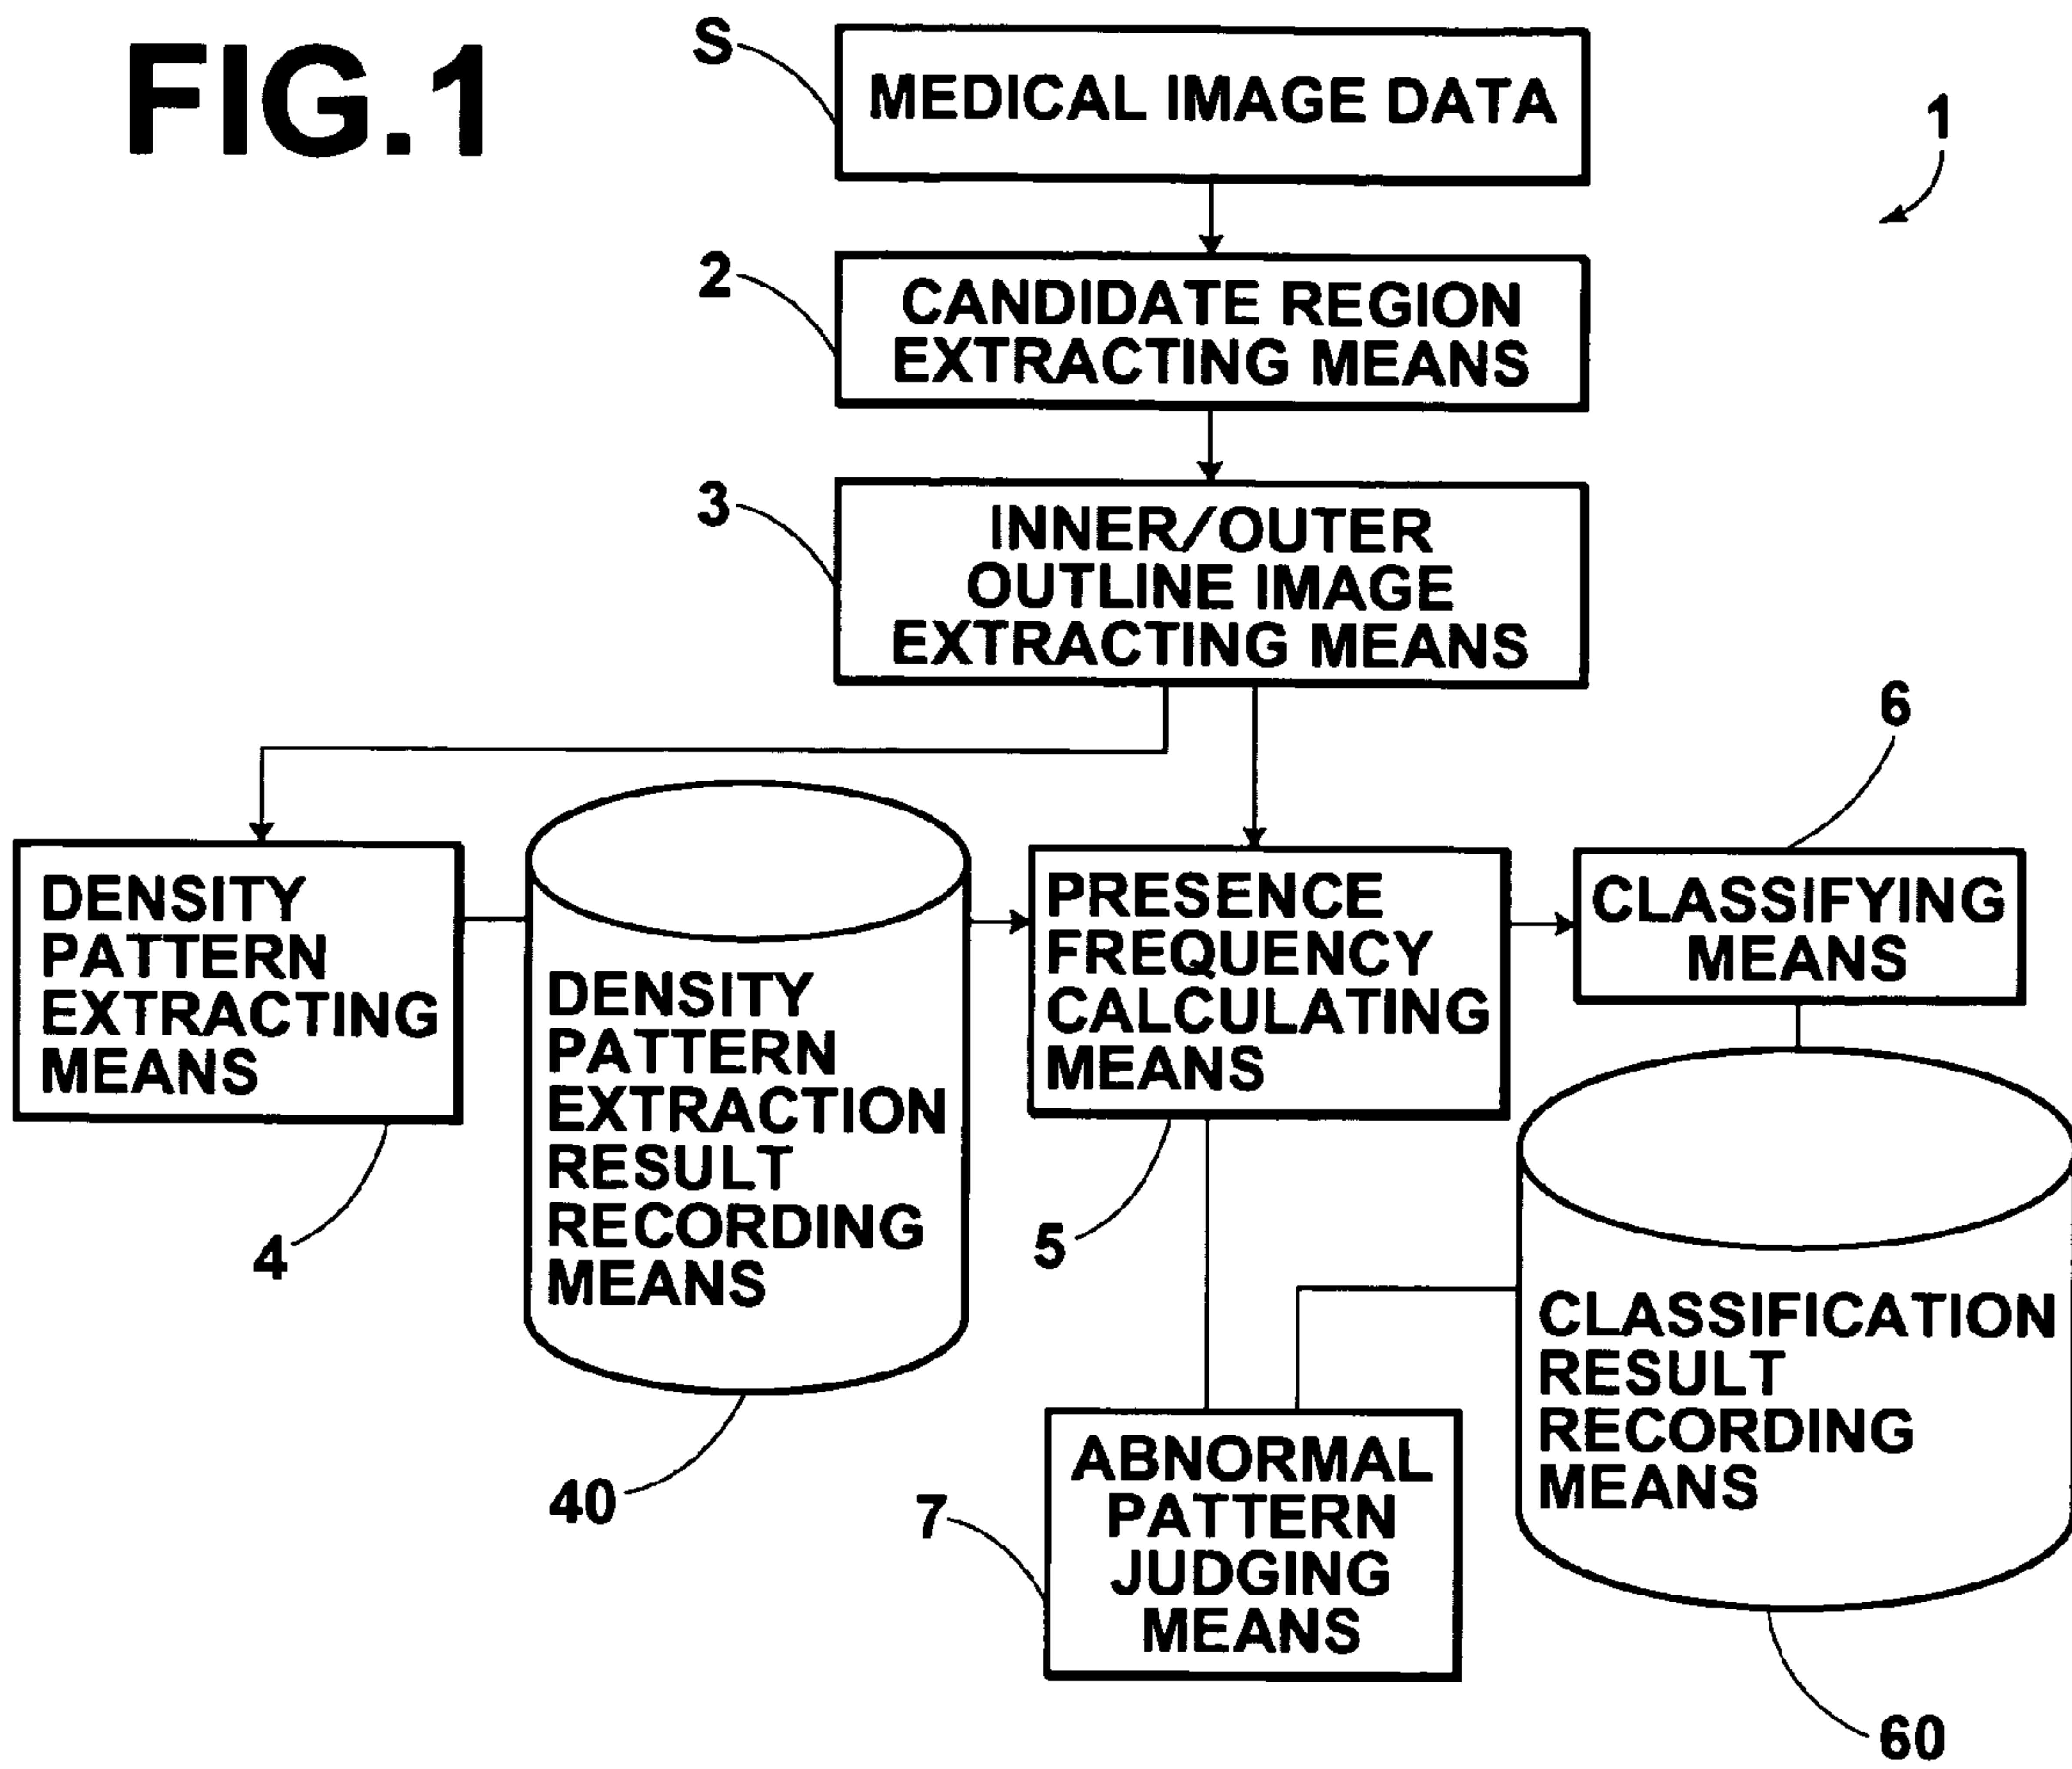 FIG.1
S
MEDICAL IMAGE DATA
1
2
CANDIDATE REGION
EXTRACTING MEANS
3
INNER/OUTER
OUTLINE IMAGE
EXTRACTING MEANS
6
DENSITY
PATTERN
EXTRACTING
MEANS
4
DENSITY
PATTERN
EXTRACTION
RESULT
RECORDING
MEANS
40
PRESENCE
FREQUENCY
CALCULATING
MEANS
5
CLASSIFYING
MEANS
CLASSIFICATION
RESULT
RECORDING
MEANS
60
7
ABNORMAL
PATTERN
JUDGING
MEANS